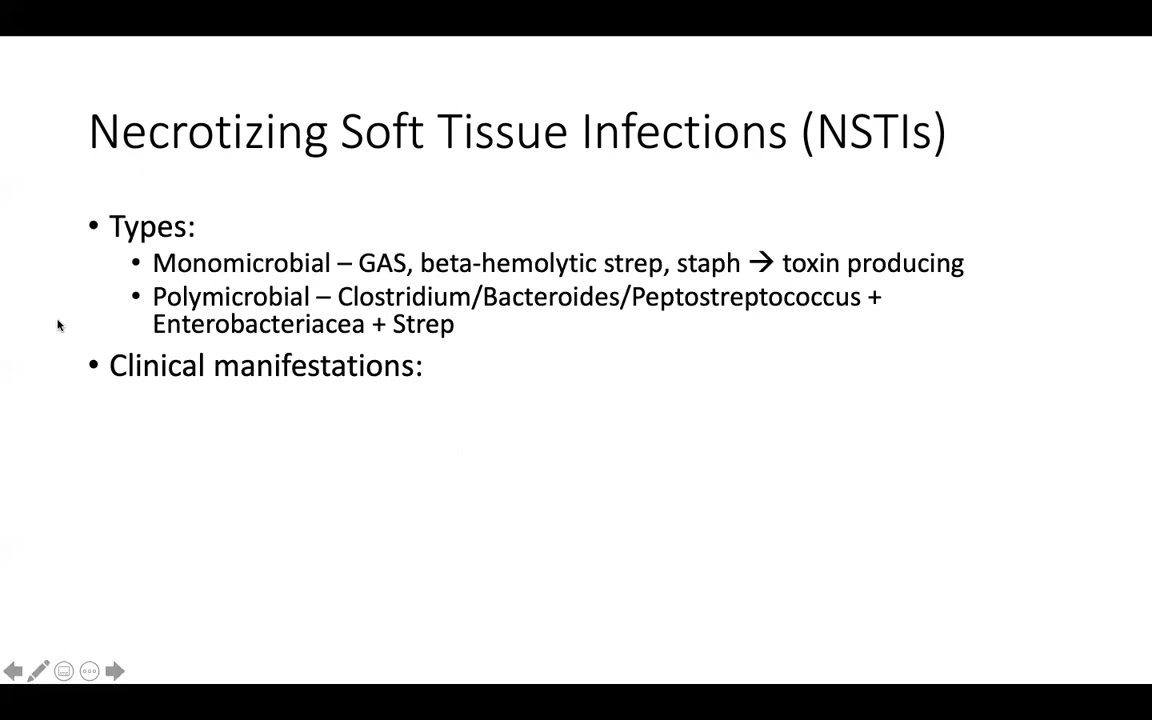 Necrotizing Soft Tissue Infections (NSTIs)
• Types:
• Monomicrobial – GAS, beta-hemolytic strep, staph → toxin producing
• Polymicrobial – Clostridium/Bacteroides/Peptostreptococcus +
Enterobacteriacea + Strep
• Clinical manifestations: